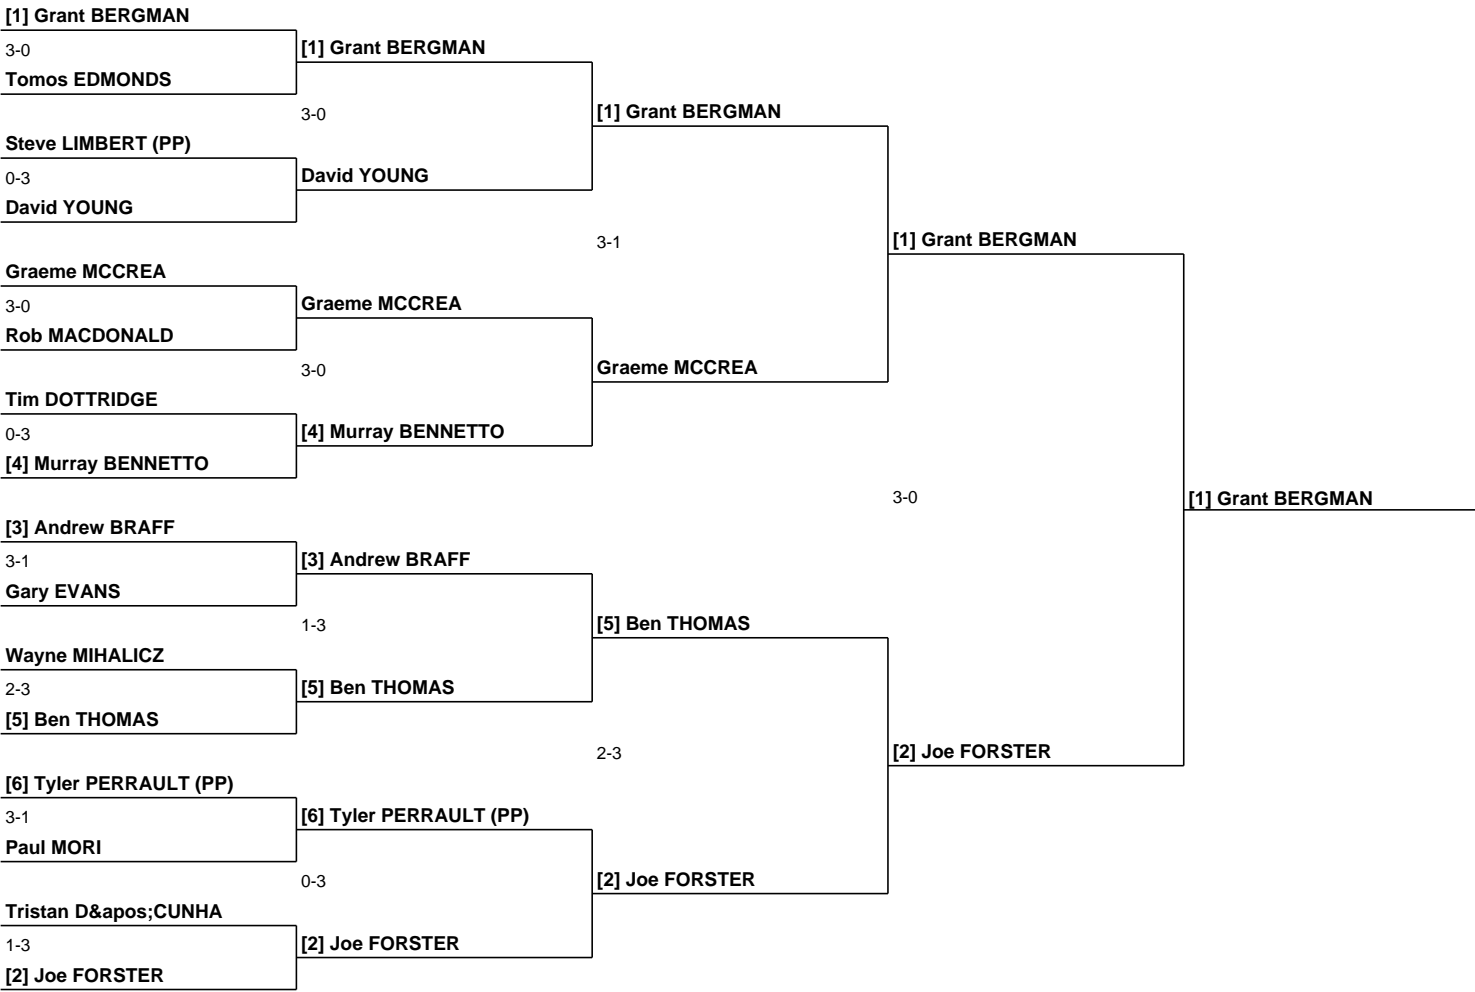 [1] Grant BERGMAN
3-0
Tomos EDMONDS
Steve LIMBERT (PP)
0-3
David YOUNG
Graeme MCCREA
3-0
Rob MACDONALD
Tim DOTTRIDGE
0-3
[4] Murray BENNETTO
[3] Andrew BRAFF
3-1
Gary EVANS
Wayne MIHALICZ
2-3
[5] Ben THOMAS
[6] Tyler PERRAULT (PP)
3-1
Paul MORI
Tristan D&apos;CUNHA
1-3
[2] Joe FORSTER
[1] Grant BERGMAN
3-0
David YOUNG
Graeme MCCREA
3-0
[4] Murray BENNETTO
[3] Andrew BRAFF
1-3
[5] Ben THOMAS
[6] Tyler PERRAULT (PP)
0-3
[2] Joe FORSTER
[1] Grant BERGMAN
3-1
Graeme MCCREA
[5] Ben THOMAS
2-3
[2] Joe FORSTER
[1] Grant BERGMAN
3-0
[2] Joe FORSTER
[1] Grant BERGMAN